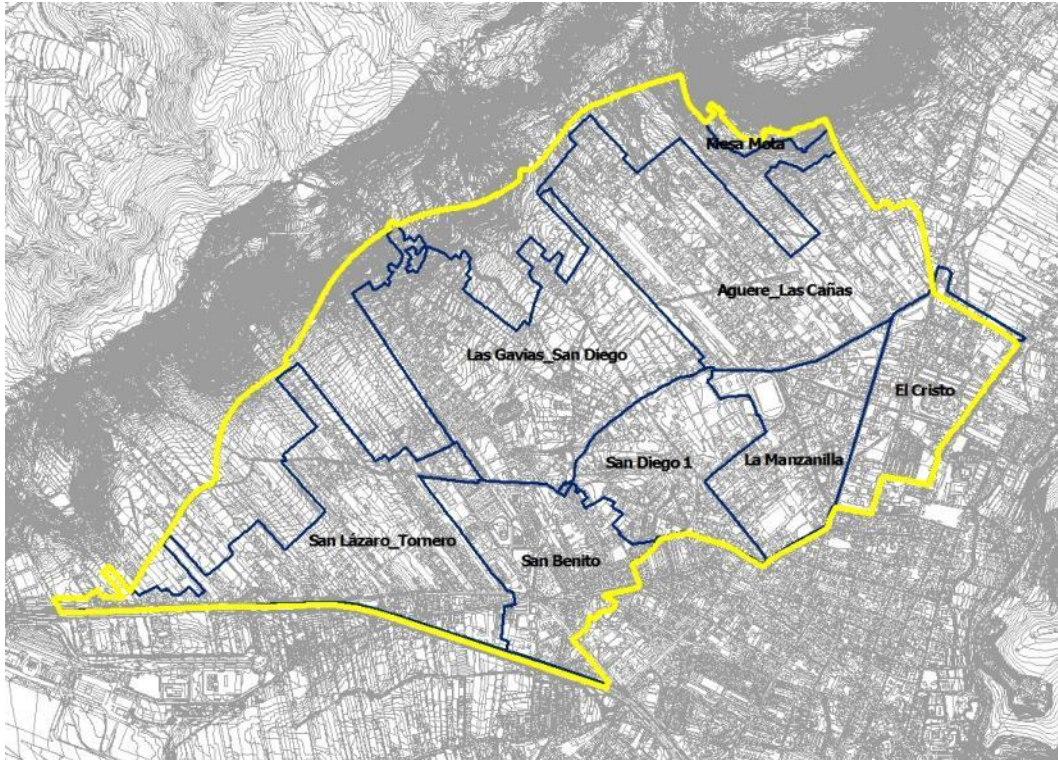 Mesa Mota
Aguere_Las Cañas
Las Gavias_San Diego
El Cristo
San Diego 1
La Manzanilla
San Lázaro_Tornero
San Benito